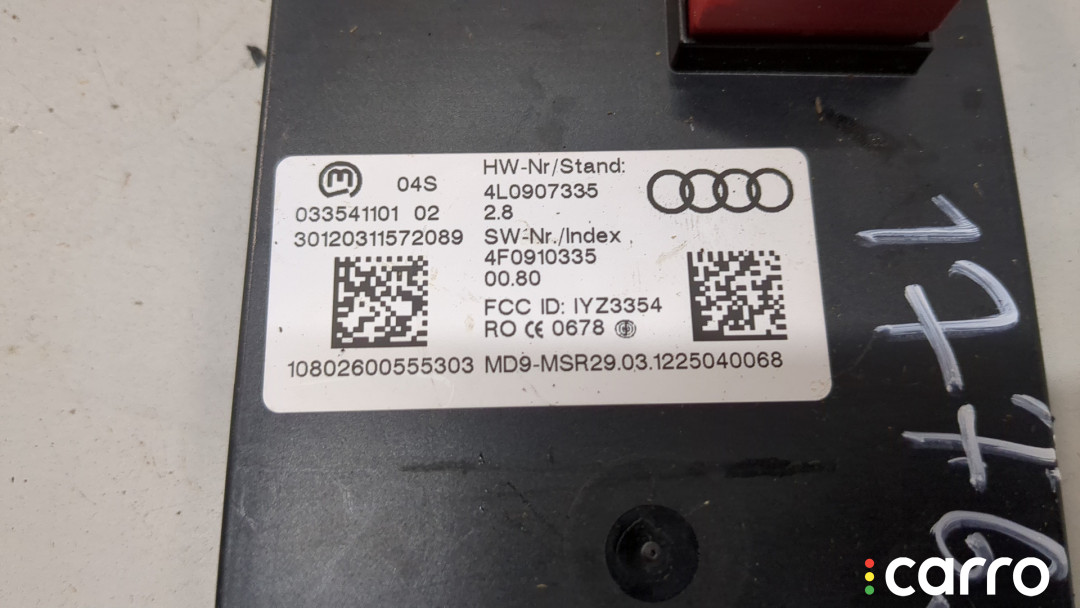 04S
033541101 02
30120311572089
HW-Nr/Stand:
4L0907335
2.8
SW-Nr./Index
4F0910335
00.80
FCC ID: IYZ3354
RO CE 0678
10802600555303 MD9-MSR29.03.1225040068
carro